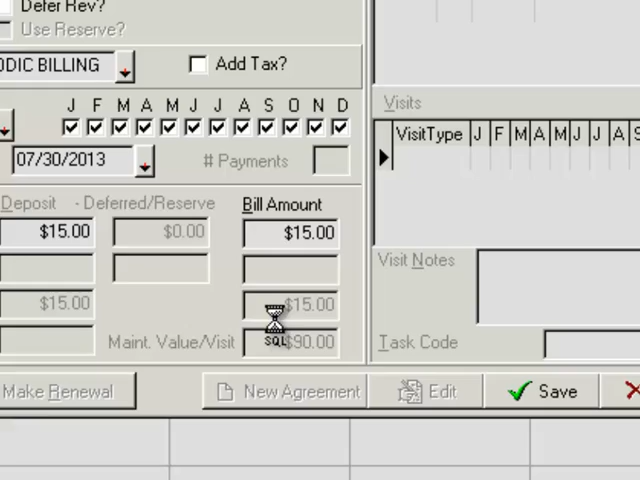 Defer Rev?
Use Reserve?
ODIC BILLING
Add Tax?
J F M A M J J A S O N D
07/30/2013
# Payments
Deposit - Deferred/Reserve Bill Amount
$15.00 $0.00 $15.00
$15.00 $15.00
Maint. Value/Visit $90.00
SQL
Make Renewal
New Agreement
Edit
Save
Visits
VisitType J F M A M J J A S
Visit Notes
Task Code